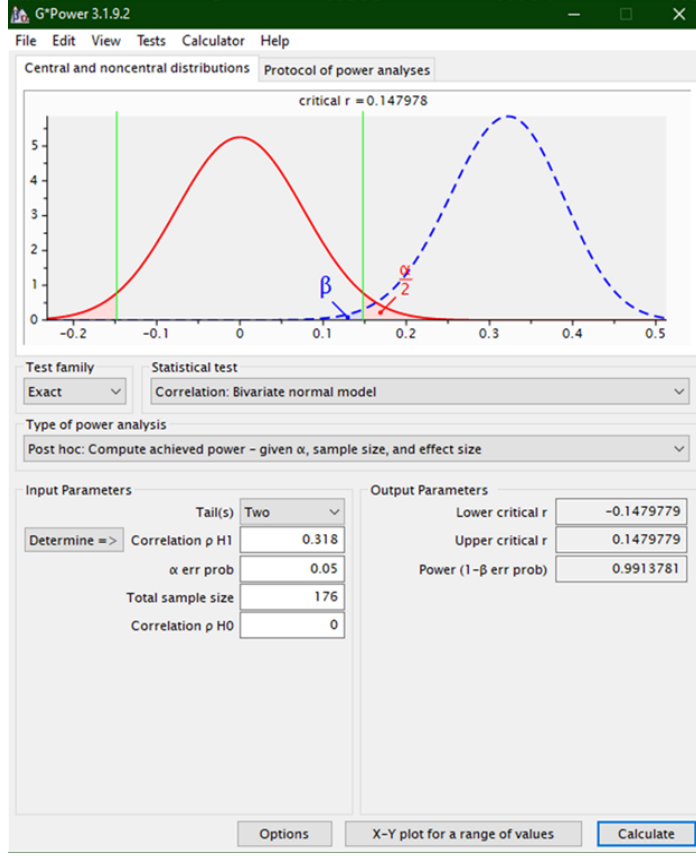 G*Power 3.1.9.2
File Edit View Tests Calculator Help
Central and noncentral distributions Protocol of power analyses
critical r = 0.147978
5
4
3
2
1
0
β
α
2
-0.2 -0.1 0 0.1 0.2 0.3 0.4 0.5
Test family Statistical test
Exact Correlation: Bivariate normal model
Type of power analysis
Post hoc: Compute achieved power – given α, sample size, and effect size
Input Parameters Output Parameters
Tail(s) Two Lower critical r -0.1479779
Determine => Correlation ρ H1 0.318 Upper critical r 0.1479779
α err prob 0.05 Power (1-β err prob) 0.9913781
Total sample size 176
Correlation ρ H0 0
Options X-Y plot for a range of values Calculate